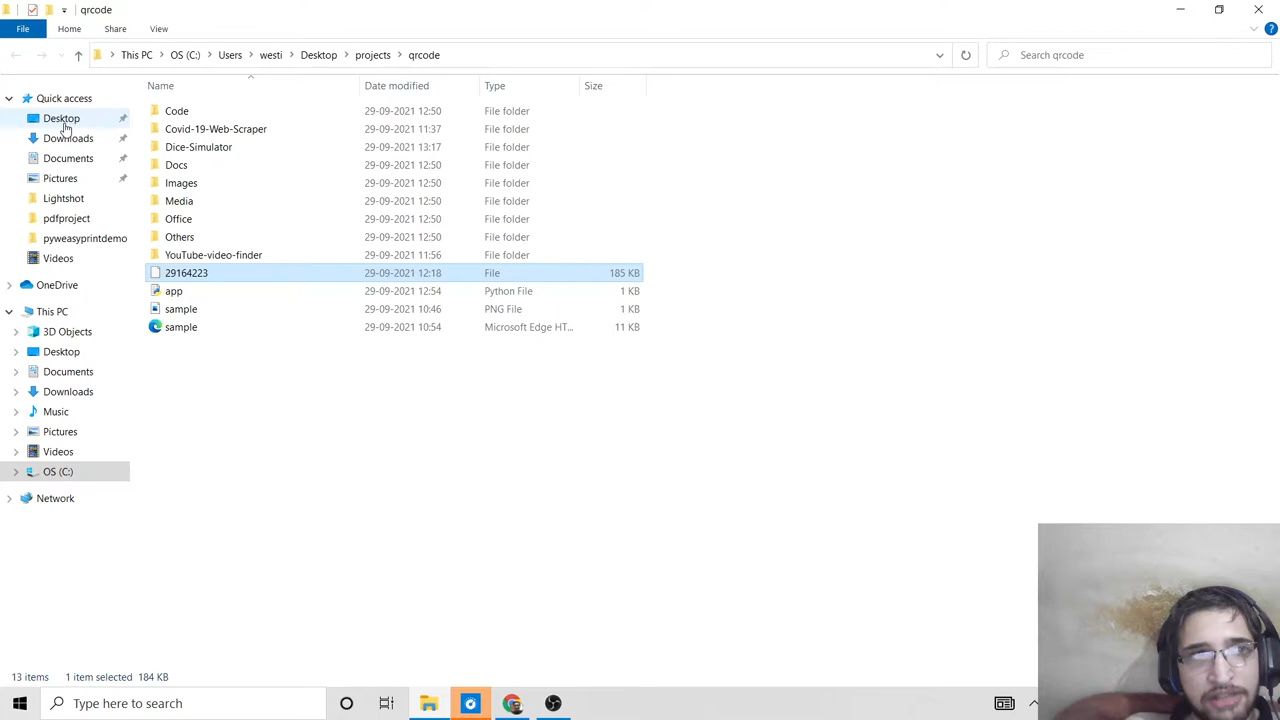 qrcode
File Home Share View
This PC OS (C:) Users westi Desktop projects qrcode Search qrcode
Name Date modified Type Size
Quick access
Desktop
Downloads
Documents
Pictures
Lightshot
pdfproject
pyweasyprintdemo
Videos
OneDrive
This PC
3D Objects
Desktop
Documents
Downloads
Music
Pictures
Videos
OS (C:)
Network
Code 29-09-2021 12:50 File folder
Covid-19-Web-Scraper 29-09-2021 11:37 File folder
Dice-Simulator 29-09-2021 13:17 File folder
Docs 29-09-2021 12:50 File folder
Images 29-09-2021 12:50 File folder
Media 29-09-2021 12:50 File folder
Office 29-09-2021 12:50 File folder
Others 29-09-2021 12:50 File folder
YouTube-video-finder 29-09-2021 11:56 File folder
29164223 29-09-2021 12:18 File 185 KB
app 29-09-2021 12:54 Python File 1 KB
sample 29-09-2021 10:46 PNG File 1 KB
sample 29-09-2021 10:54 Microsoft Edge HT... 11 KB
13 items 1 item selected 184 KB
Type here to search